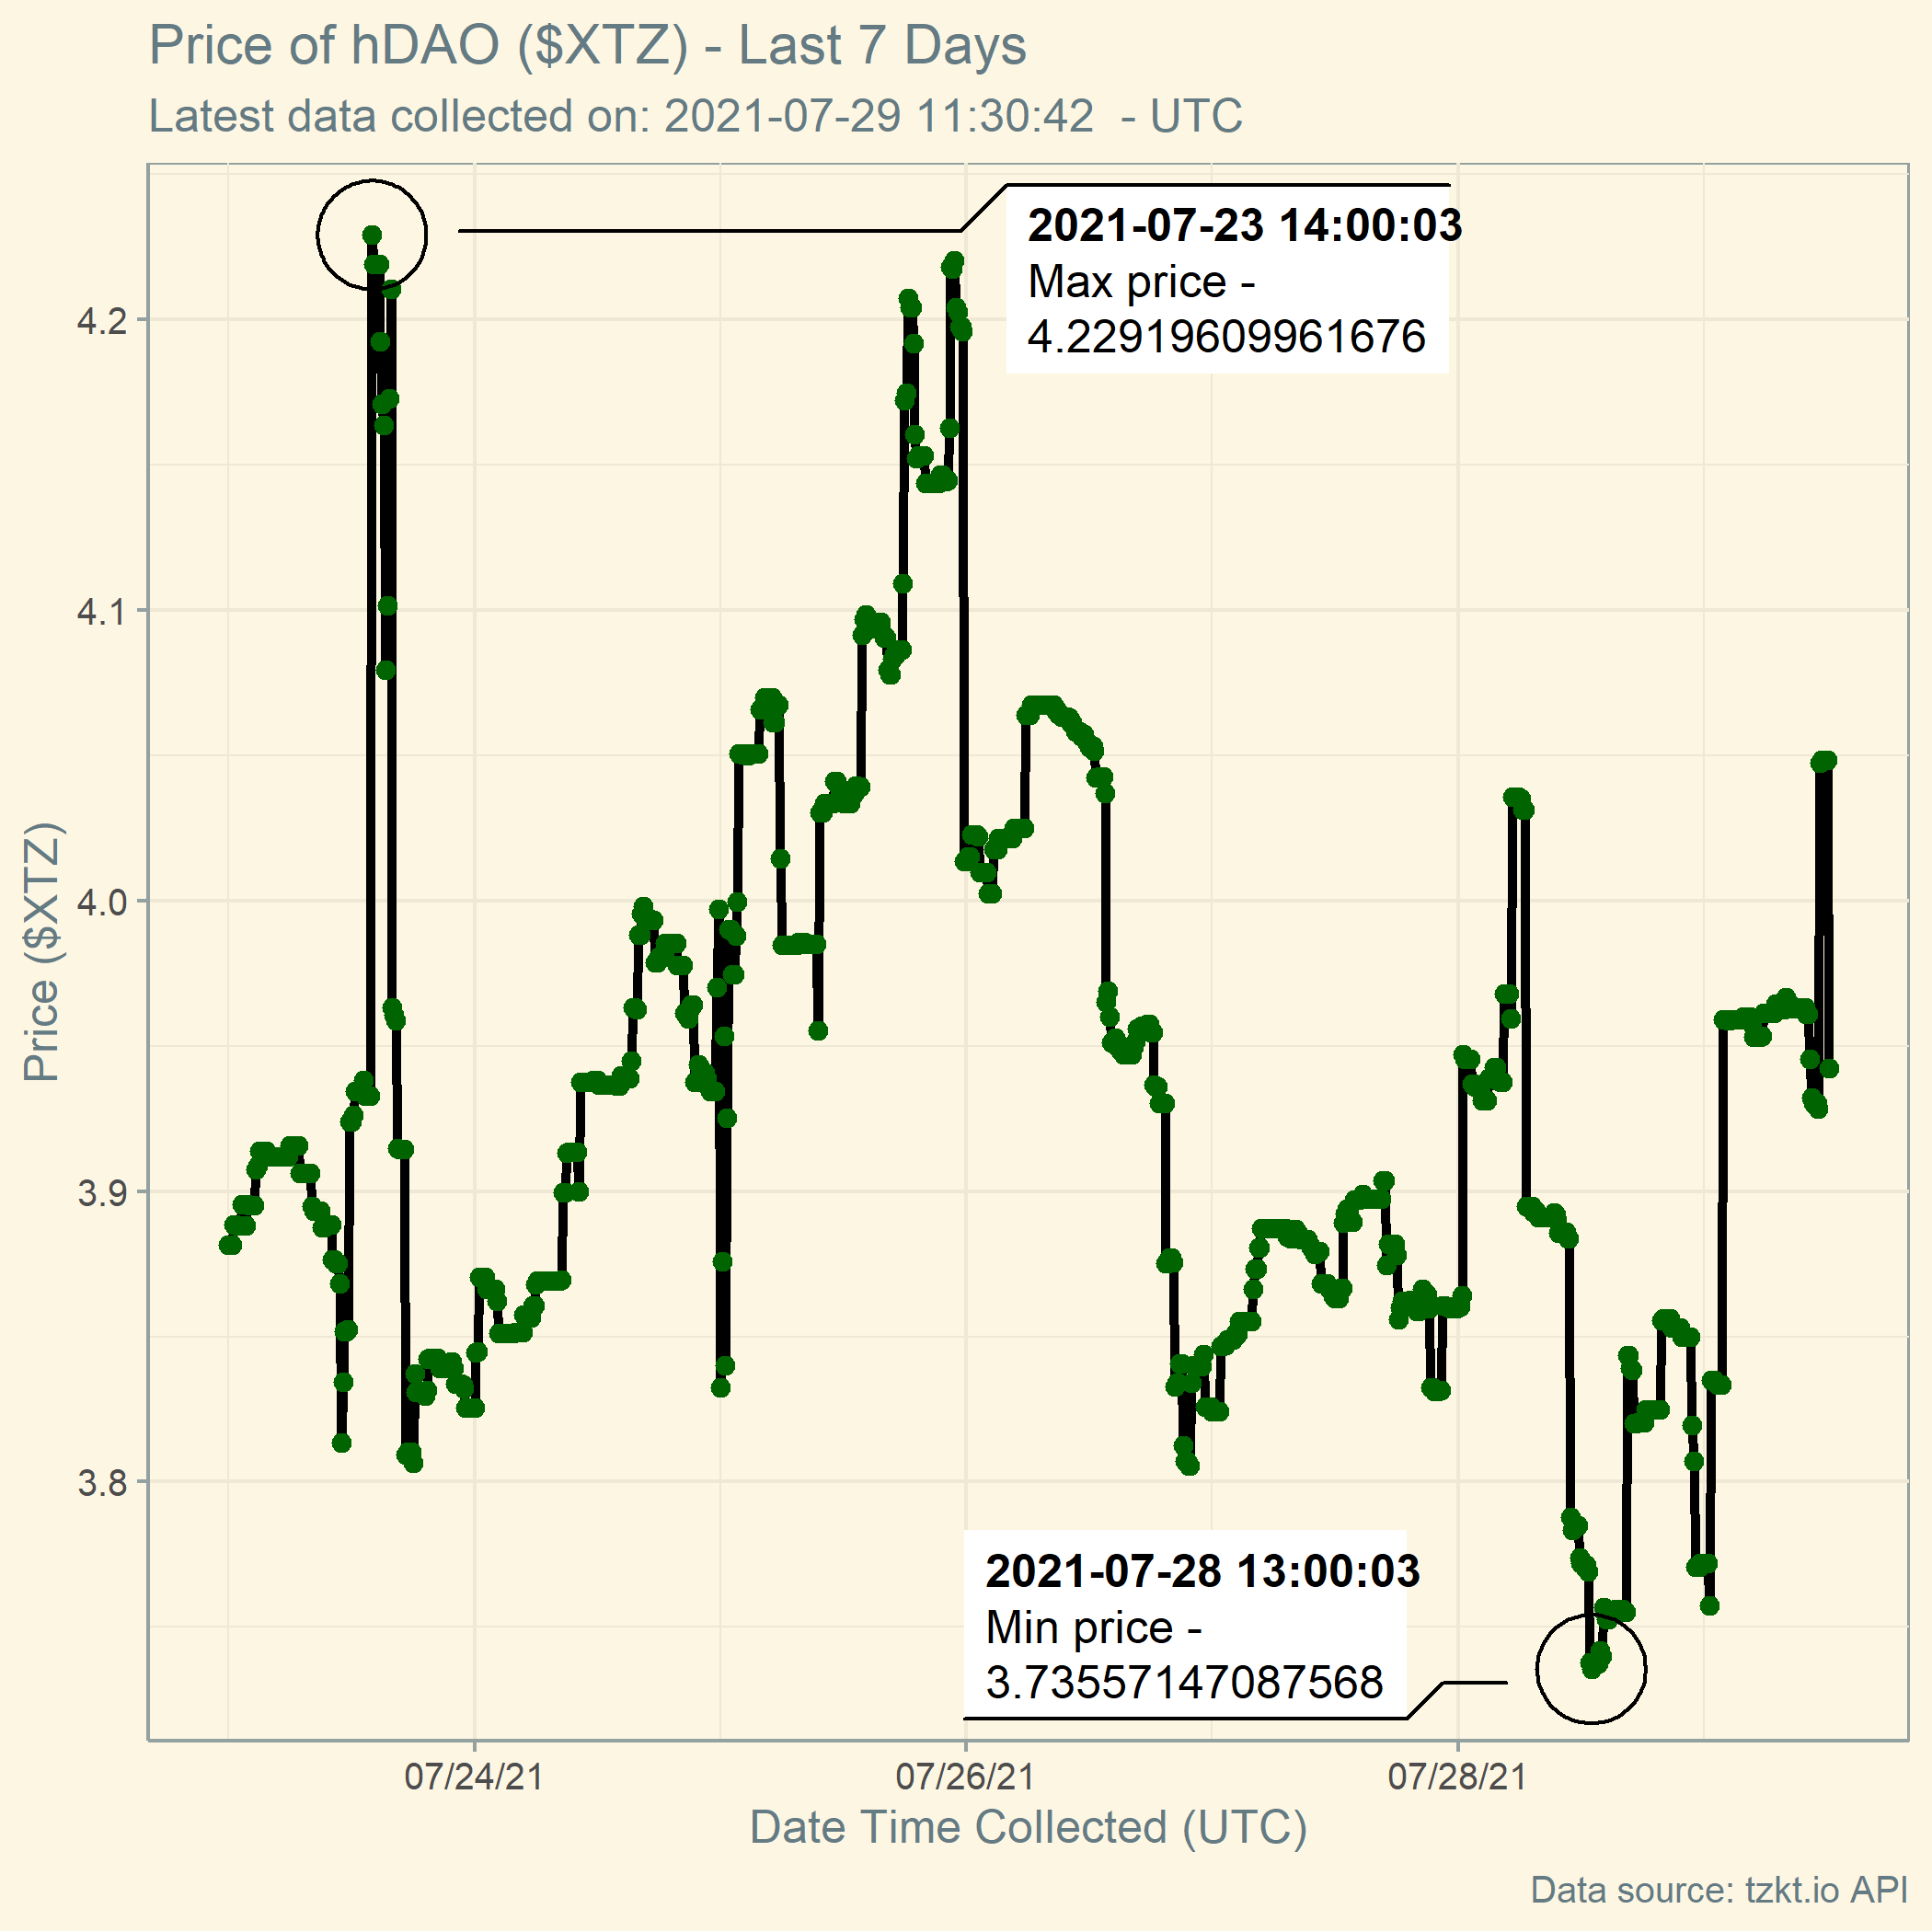 Price of hDAO ($XTZ) - Last 7 Days
Latest data collected on: 2021-07-29 11:30:42  - UTC
2021-07-23 14:00:03
Max price -
4.22919609961676
4.2
4.1
4.0
3.9
3.8
Price ($XTZ)
2021-07-28 13:00:03
Min price -
3.73557147087568
07/24/21
07/26/21
07/28/21
Date Time Collected (UTC)
Data source: tzkt.io API